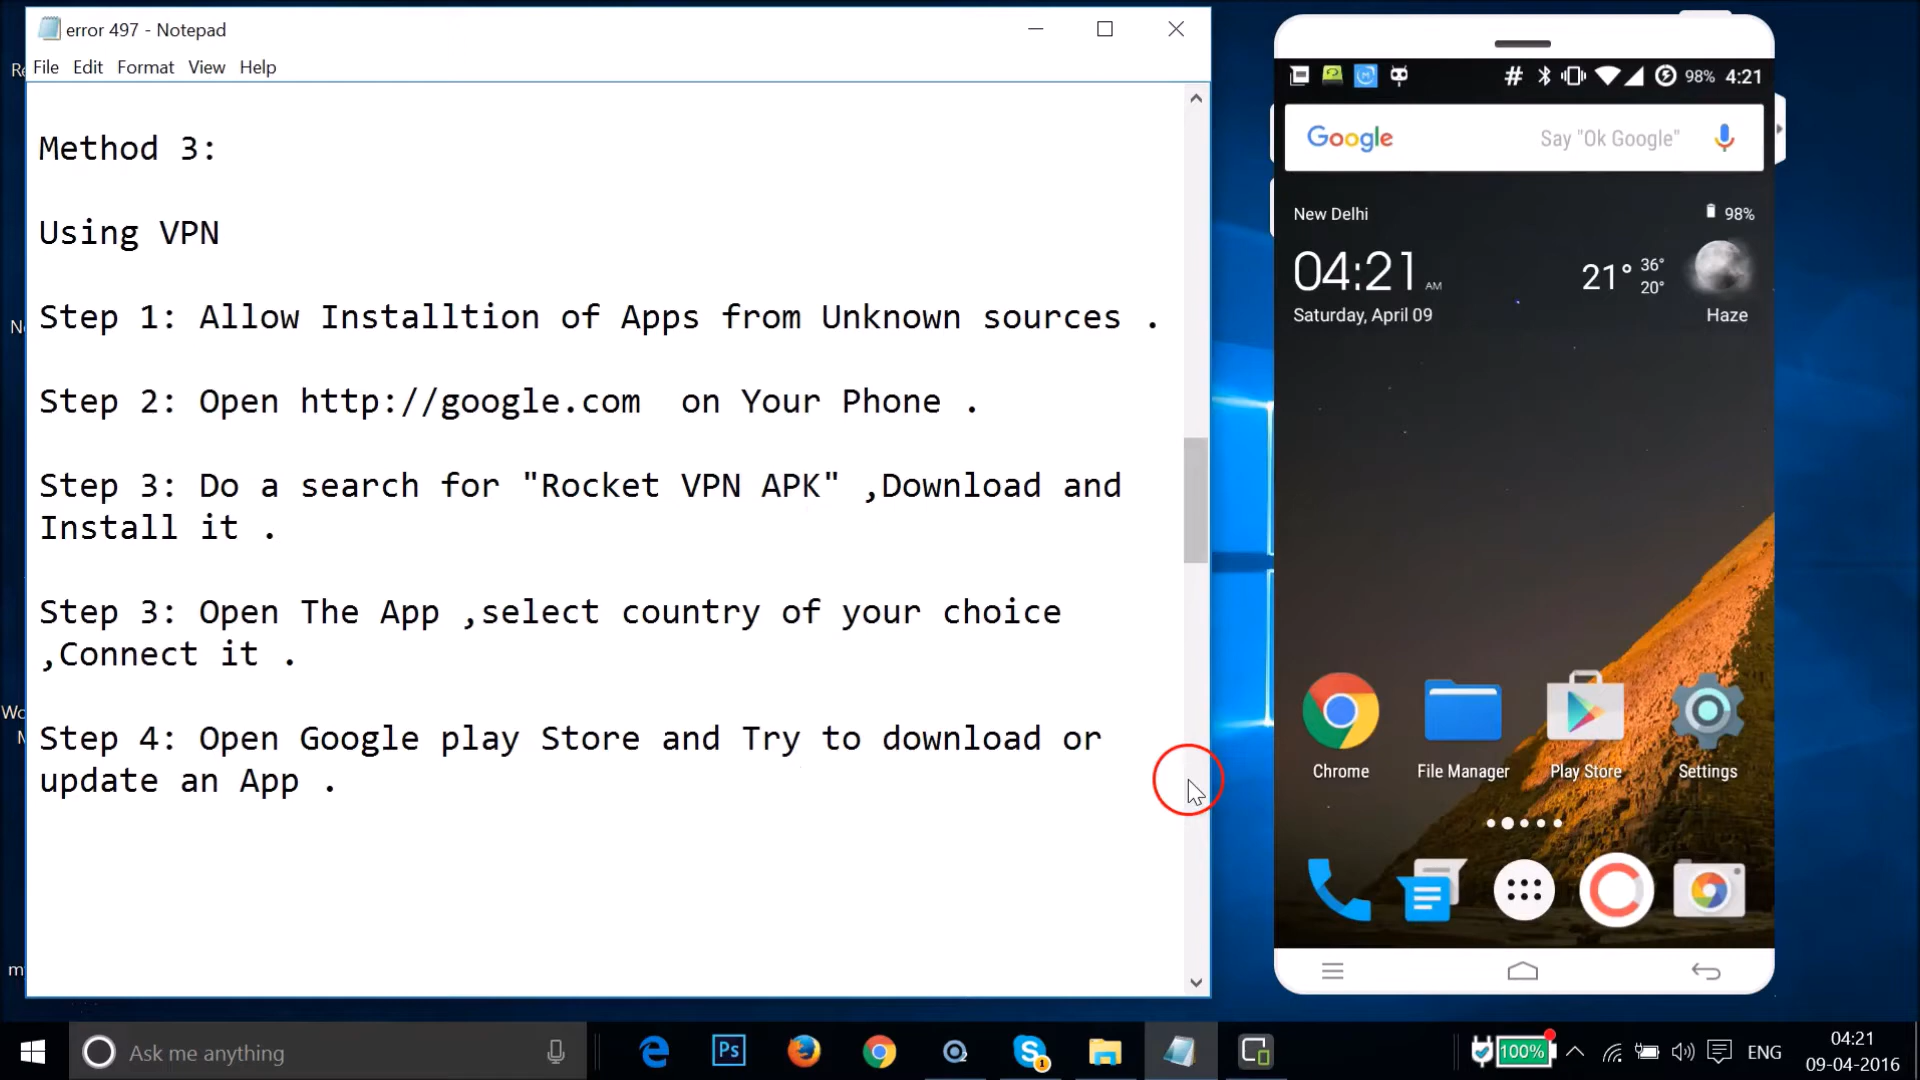 error 497 - Notepad
File Edit Format View Help
Method 3:
Using VPN
Step 1: Allow Installtion of Apps from Unknown sources .
Step 2: Open http://google.com  on Your Phone .
Step 3: Do a search for "Rocket VPN APK" ,Download and
Install it .
Step 3: Open The App ,select country of your choice
,Connect it .
Step 4: Open Google play Store and Try to download or
update an App .
98% 4:21
Google Say "Ok Google"
New Delhi 98%
04:21 AM 21° 36° 20°
Saturday, April 09 Haze
Chrome File Manager Play Store Settings
Ask me anything
Ps
1
100%
ENG
04:21
09-04-2016